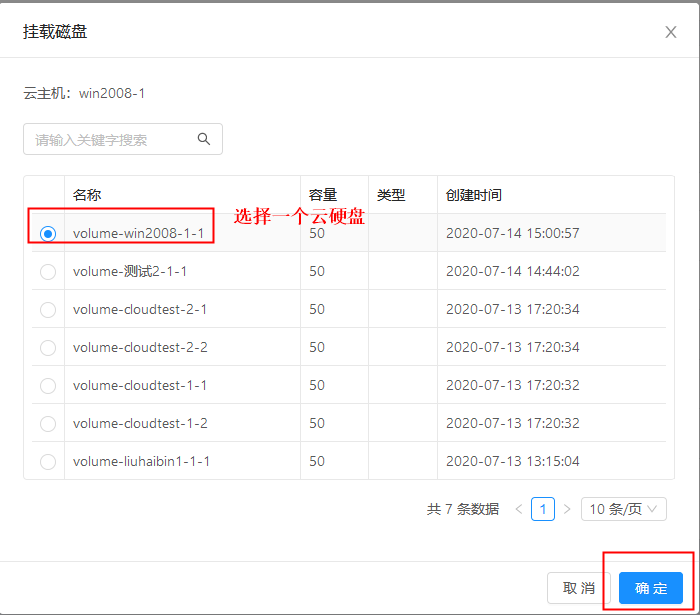 挂载磁盘
云主机：win2008-1
请输入关键字搜索
名称 容量 类型 创建时间
选择一个云硬盘
volume-win2008-1-1 50 2020-07-14 15:00:57
volume-测试2-1-1 50 2020-07-14 14:44:02
volume-cloudtest-2-1 50 2020-07-13 17:20:34
volume-cloudtest-2-2 50 2020-07-13 17:20:34
volume-cloudtest-1-1 50 2020-07-13 17:20:32
volume-cloudtest-1-2 50 2020-07-13 17:20:32
volume-liuhaibin1-1-1 50 2020-07-13 13:15:04
共 7 条数据 < 1 > 10 条/页
取 消 确 定